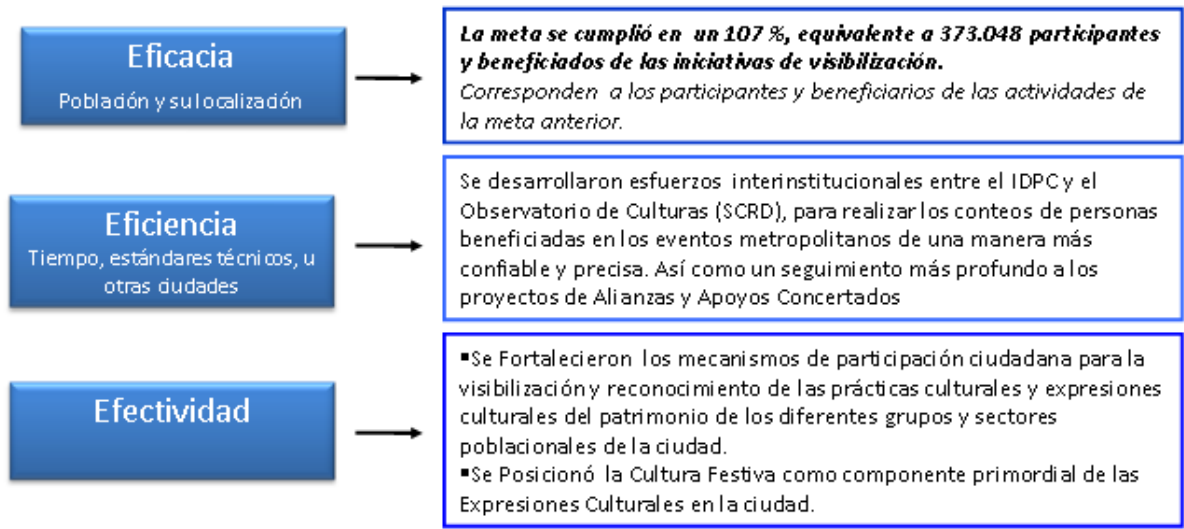 Eficacia
Población y su localización
La meta se cumplió en un 107 %, equivalente a 373.048 participantes
y beneficiados de las iniciativas de visibilización.
Corresponden a los participantes y beneficiarios de las actividades de
la meta anterior.
Eficiencia
Tiempo, estándares técnicos, u
otras ciudades
Se desarrollaron esfuerzos interinstitucionales entre el IDPC y el
Observatorio de Culturas (SCRD), para realizar los conteos de personas
beneficiadas en los eventos metropolitanos de una manera más
confiable y precisa. Así como un seguimiento más profundo a los
proyectos de Alianzas y Apoyos Concertados
Efectividad
▪Se Fortalecieron los mecanismos de participación ciudadana para la
visibilización y reconocimiento de las prácticas culturales y expresiones
culturales del patrimonio de los diferentes grupos y sectores
poblacionales de la ciudad.
▪Se Posicionó la Cultura Festiva como componente primordial de las
Expresiones Culturales en la ciudad.